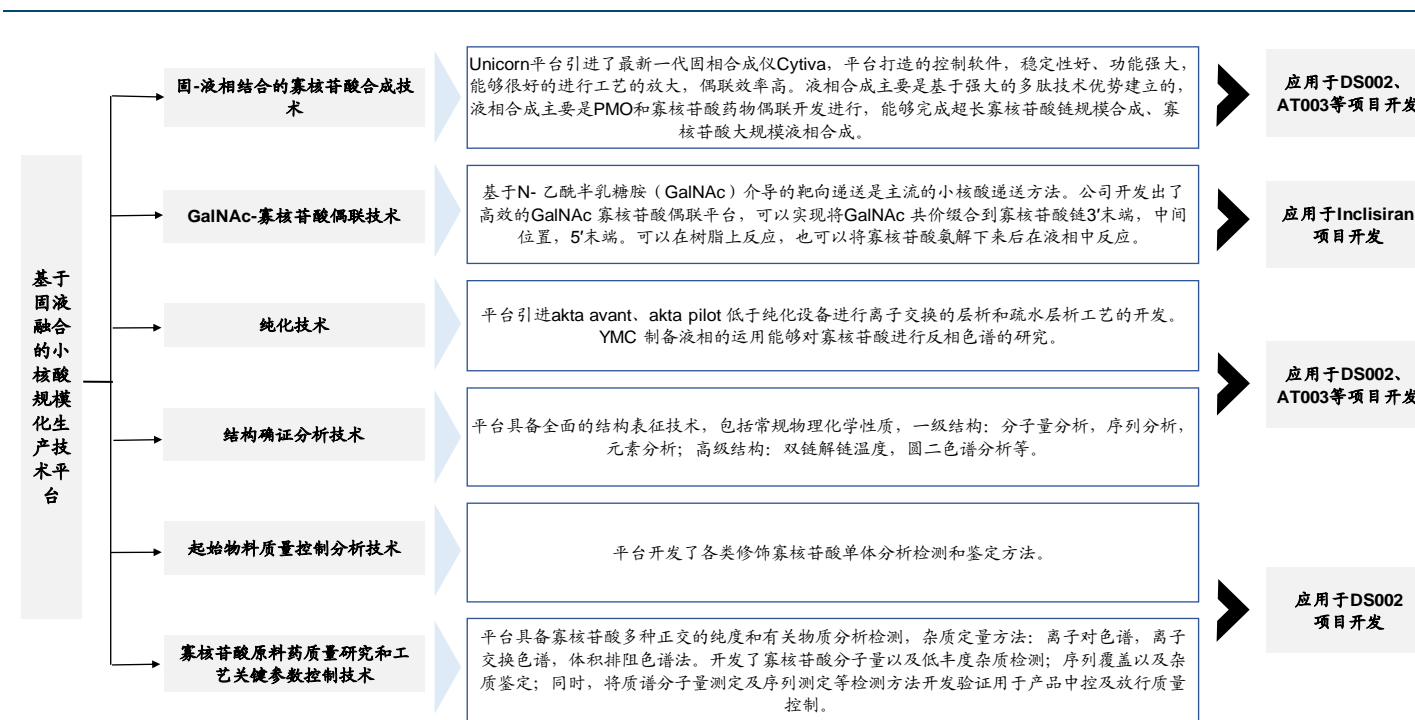 基于
固液
融合
的小
核酸
规模
化生
产技
术平
台
固-液相结合的寡核苷酸合成技
术
Unicorn平台引进了最新一代固相合成仪Cytiva，平台打造的控制软件，稳定性好、功能强大，
能够很好的进行工艺的放大，偶联效率高。液相合成主要是基于强大的多肽技术优势建立的，
液相合成主要是PMO和寡核苷酸药物偶联开发进行，能够完成超长寡核苷酸链规模合成、寡
核苷酸大规模液相合成。
应用于DS002、
AT003等项目开发
GalNAc-寡核苷酸偶联技术
基于N- 乙酰半乳糖胺（GalNAc）介导的靶向递送是主流的小核酸递送方法。公司开发出了
高效的GalNAc 寡核苷酸偶联平台，可以实现将GalNAc 共价缀合到寡核苷酸链3′末端，中间
位置，5′末端。可以在树脂上反应，也可以将寡核苷酸氨解下来后在液相中反应。
应用于Inclisiran
项目开发
纯化技术
平台引进akta avant、akta pilot 低于纯化设备进行离子交换的层析和疏水层析工艺的开发。
YMC 制备液相的运用能够对寡核苷酸进行反相色谱的研究。
结构确证分析技术
平台具备全面的结构表征技术，包括常规物理化学性质，一级结构：分子量分析，序列分析，
元素分析；高级结构：双链解链温度，圆二色谱分析等。
应用于DS002、
AT003等项目开发
起始物料质量控制分析技术
平台开发了各类修饰寡核苷酸单体分析检测和鉴定方法。
寡核苷酸原料药质量研究和工
艺关键参数控制技术
平台具备寡核苷酸多种正交的纯度和有关物质分析检测，杂质定量方法：离子对色谱，离子
交换色谱，体积排阻色谱法。开发了寡核苷酸分子量以及低丰度杂质检测；序列覆盖以及杂
质鉴定；同时，将质谱分子量测定及序列测定等检测方法开发验证用于产品中控及放行质量
控制。
应用于DS002
项目开发